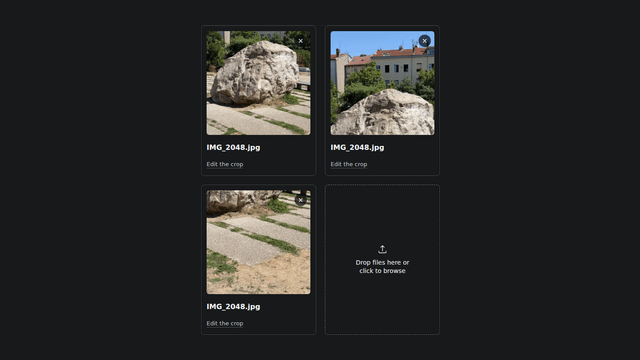 IMG_2048.jpg
Edit the crop
IMG_2048.jpg
Edit the crop
IMG_2048.jpg
Edit the crop
Drop files here or
click to browse